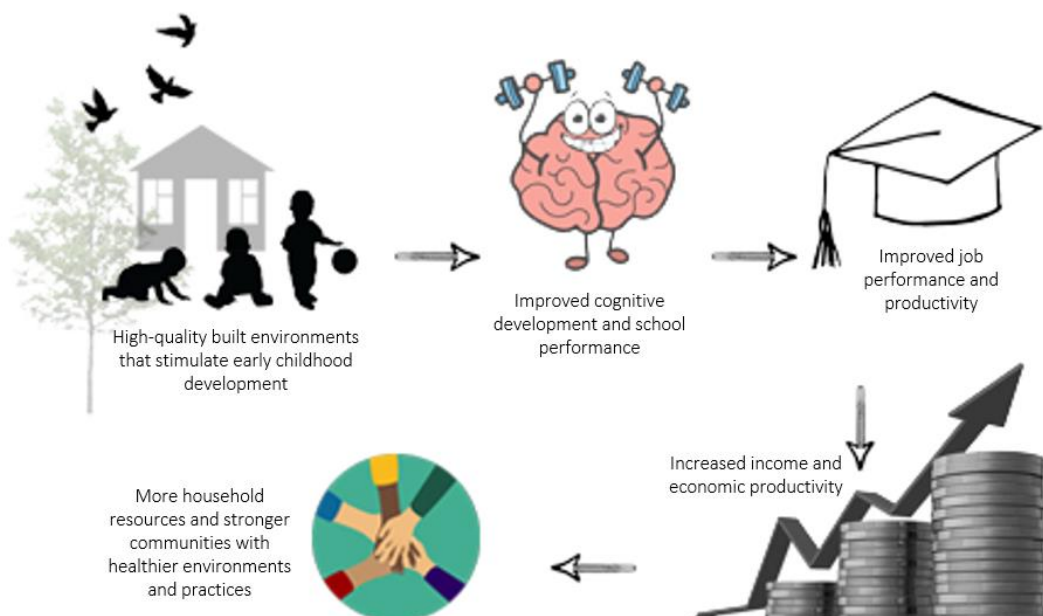 High-quality built environments
that stimulate early childhood
development
Improved cognitive
development and school
performance
Improved job
performance and
productivity
Increased income and
economic productivity
More household
resources and stronger
communities with
healthier environments
and practices